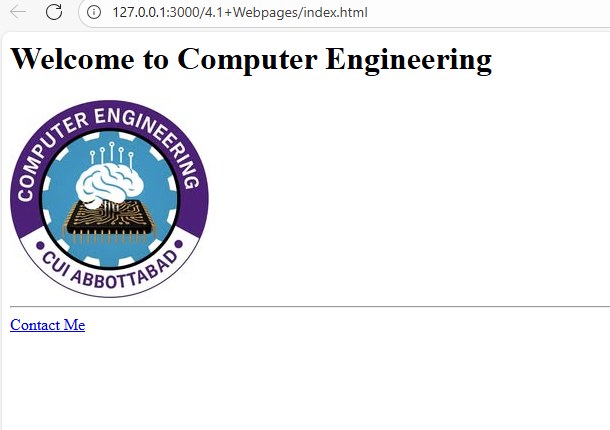 127.0.0.1:3000/4.1+Webpages/index.html
Welcome to Computer Engineering
COMPUTER ENGINEERING
CUI ABBOTTABAD
Contact Me